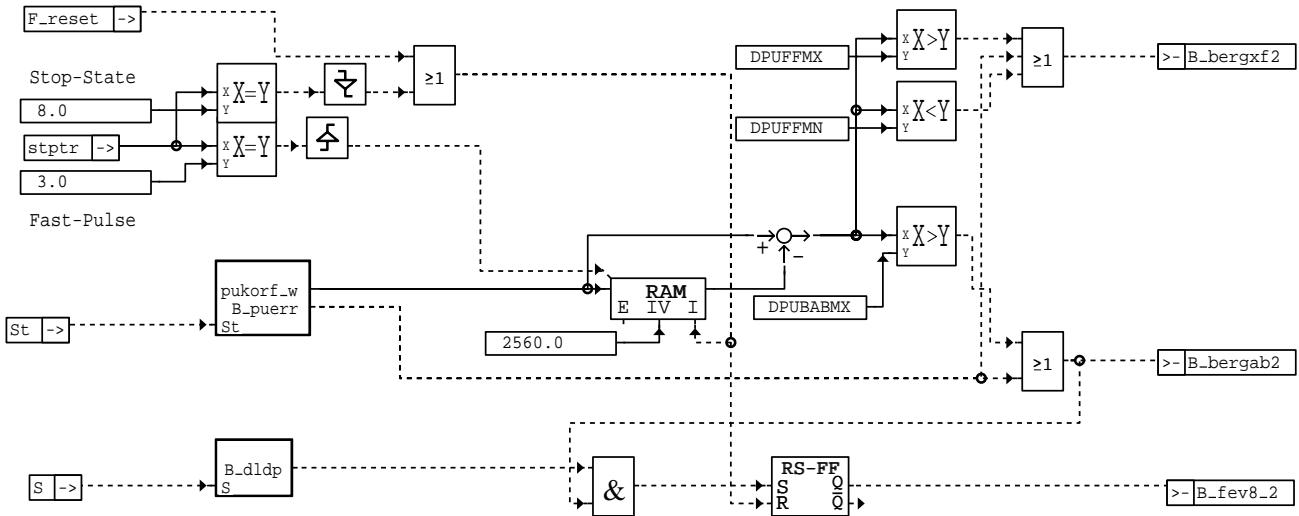 F_reset ->
X>Y
X
Y
≥1
>- B_bergxf2
DPUFFMX
≥1
Stop-State
X=Y
X
Y
8.0
X<Y
X
Y
DPUFFMN
stptr ->
X=Y
X
Y
3.0
Fast-Pulse
X>Y
X
Y
+
−
pukorf_w
B_puerr
St
RAM
E IV I
DPUBABMX
St ->
2560.0
≥1
>- B_bergab2
B_dldp
S
RS-FF
S Q
R Q̅
&
S ->
>- B_fev8_2